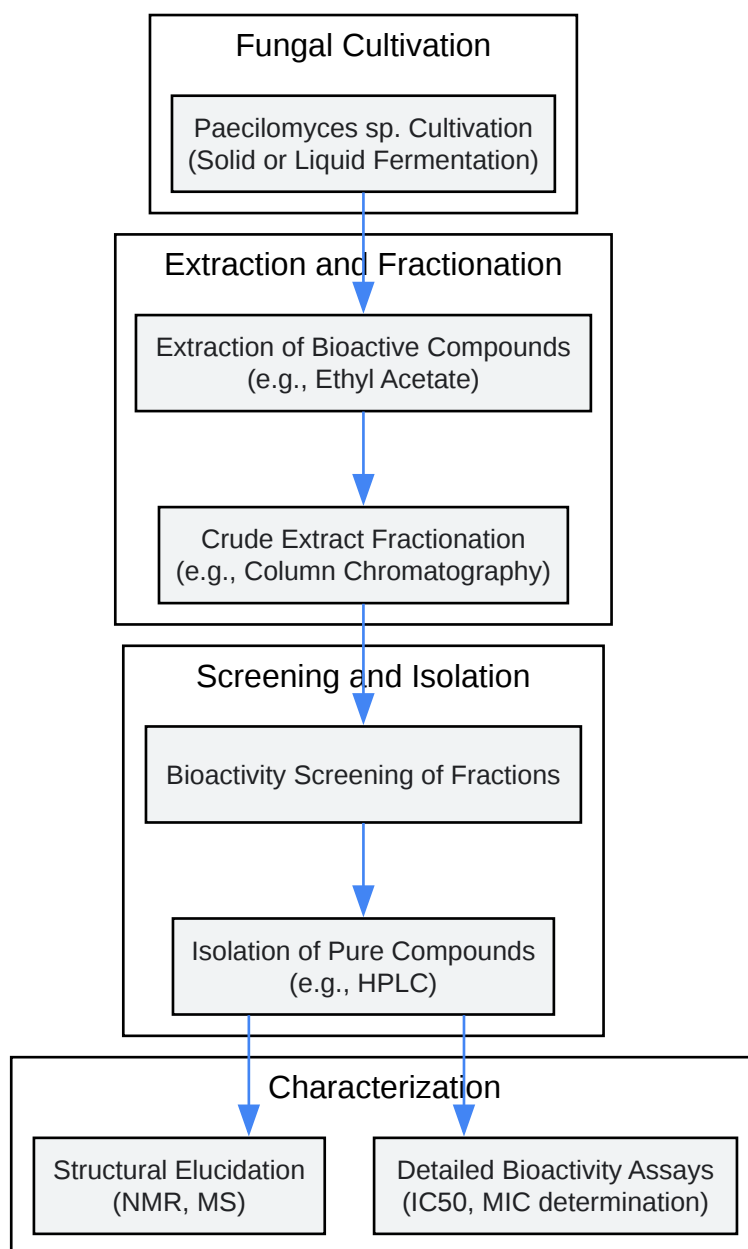 Fungal Cultivation
Paecilomyces sp. Cultivation
(Solid or Liquid Fermentation)
Extraction and Fractionation
Extraction of Bioactive Compounds
(e.g., Ethyl Acetate)
Crude Extract Fractionation
(e.g., Column Chromatography)
Screening and Isolation
Bioactivity Screening of Fractions
Isolation of Pure Compounds
(e.g., HPLC)
Characterization
Structural Elucidation
(NMR, MS)
Detailed Bioactivity Assays
(IC50, MIC determination)